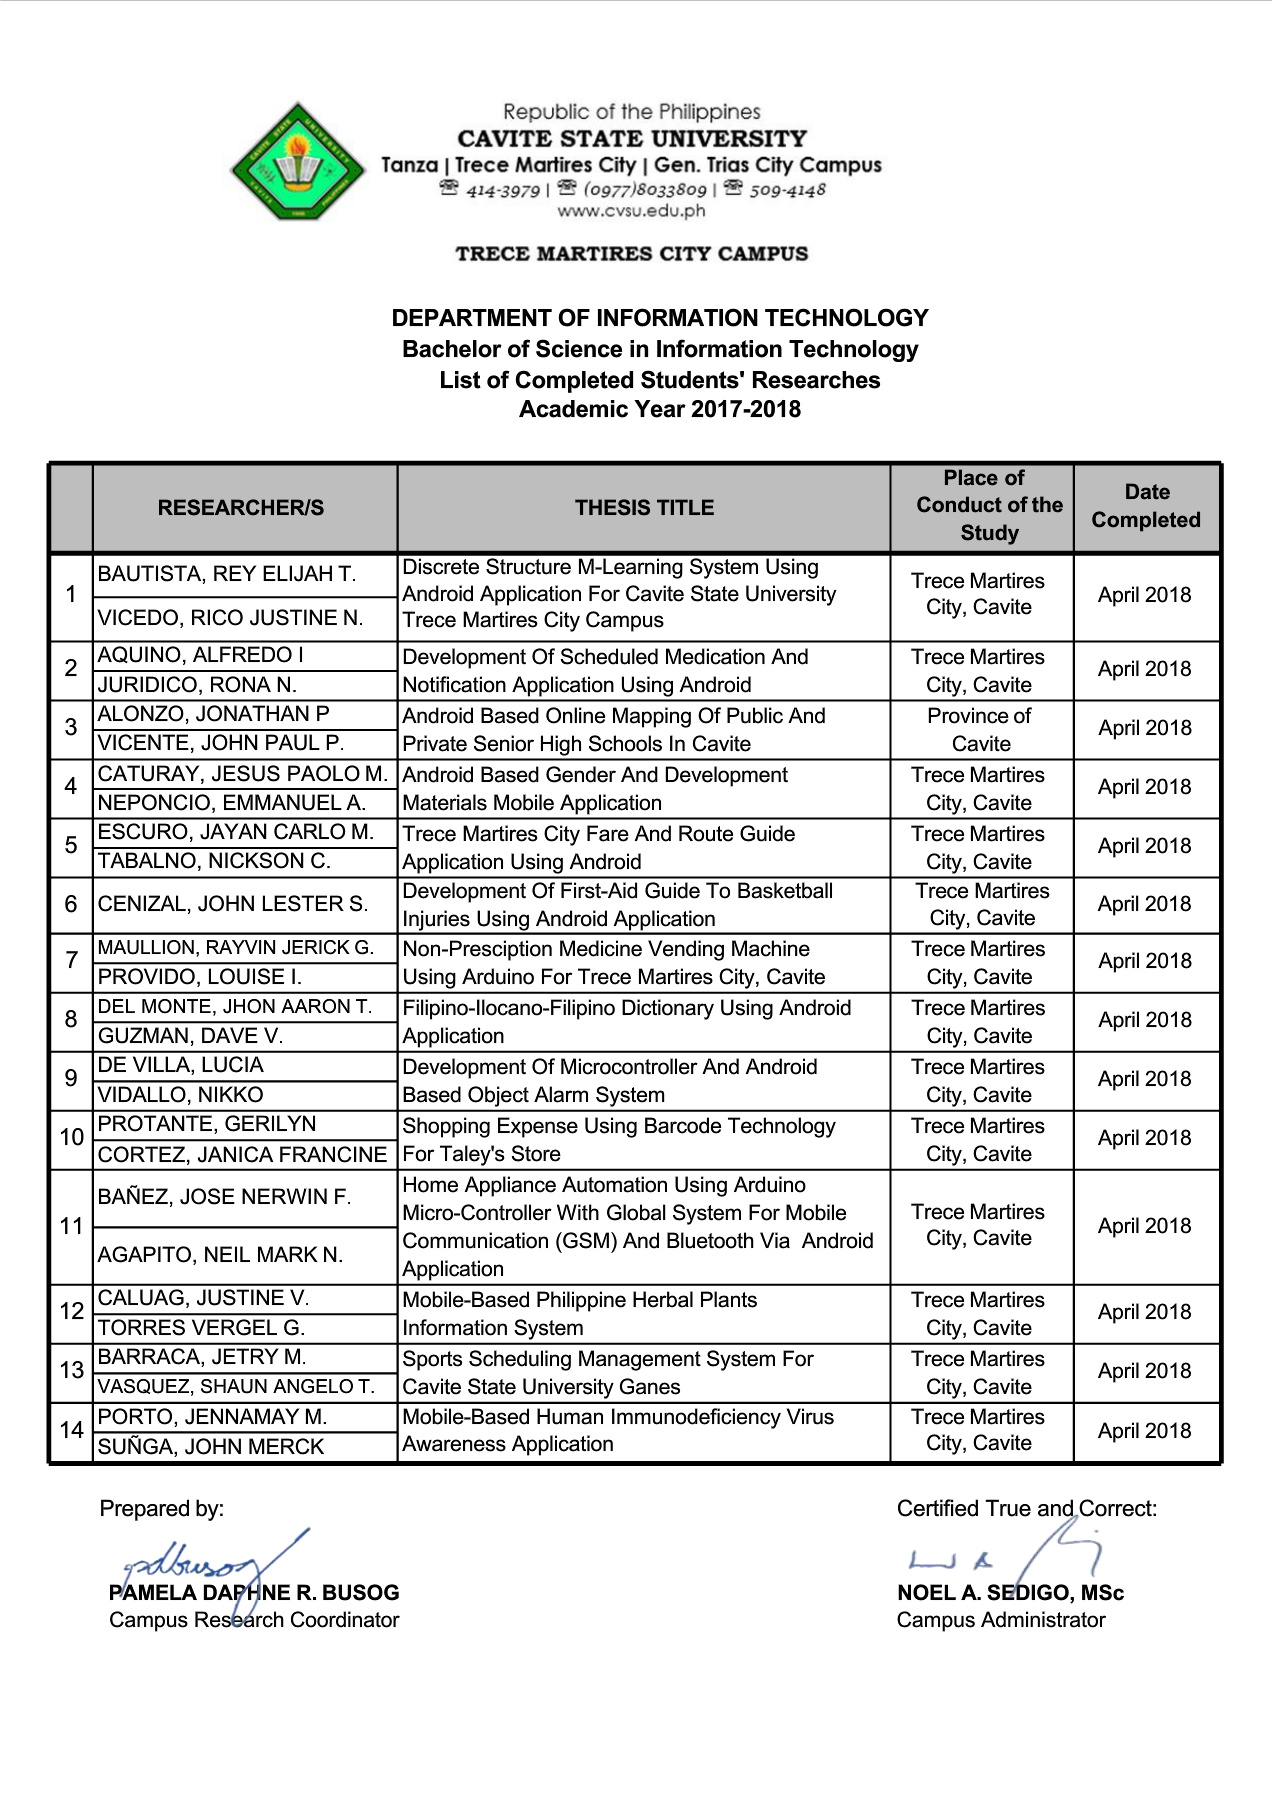 Republic of the Philippines
CAVITE STATE UNIVERSITY
Tanza | Trece Martires City | Gen. Trias City Campus
☏ 414-3979 | ☏ (0977)8033809 | ☏ 509-4148
www.cvsu.edu.ph
TRECE MARTIRES CITY CAMPUS
DEPARTMENT OF INFORMATION TECHNOLOGY
Bachelor of Science in Information Technology
List of Completed Students' Researches
Academic Year 2017-2018
RESEARCHER/S
THESIS TITLE
Place of
Conduct of the
Study
Date
Completed
1
BAUTISTA, REY ELIJAH T.
VICEDO, RICO JUSTINE N.
Discrete Structure M-Learning System Using
Android Application For Cavite State University
Trece Martires City Campus
Trece Martires
City, Cavite
April 2018
2
AQUINO, ALFREDO I
JURIDICO, RONA N.
Development Of Scheduled Medication And
Notification Application Using Android
Trece Martires
City, Cavite
April 2018
3
ALONZO, JONATHAN P
VICENTE, JOHN PAUL P.
Android Based Online Mapping Of Public And
Private Senior High Schools In Cavite
Province of
Cavite
April 2018
4
CATURAY, JESUS PAOLO M.
NEPONCIO, EMMANUEL A.
Android Based Gender And Development
Materials Mobile Application
Trece Martires
City, Cavite
April 2018
5
ESCURO, JAYAN CARLO M.
TABALNO, NICKSON C.
Trece Martires City Fare And Route Guide
Application Using Android
Trece Martires
City, Cavite
April 2018
6
CENIZAL, JOHN LESTER S.
Development Of First-Aid Guide To Basketball
Injuries Using Android Application
Trece Martires
City, Cavite
April 2018
7
MAULLION, RAYVIN JERICK G.
PROVIDO, LOUISE I.
Non-Presciption Medicine Vending Machine
Using Arduino For Trece Martires City, Cavite
Trece Martires
City, Cavite
April 2018
8
DEL MONTE, JHON AARON T.
GUZMAN, DAVE V.
Filipino-Ilocano-Filipino Dictionary Using Android
Application
Trece Martires
City, Cavite
April 2018
9
DE VILLA, LUCIA
VIDALLO, NIKKO
Development Of Microcontroller And Android
Based Object Alarm System
Trece Martires
City, Cavite
April 2018
10
PROTANTE, GERILYN
CORTEZ, JANICA FRANCINE
Shopping Expense Using Barcode Technology
For Taley's Store
Trece Martires
City, Cavite
April 2018
11
BAÑEZ, JOSE NERWIN F.
AGAPITO, NEIL MARK N.
Home Appliance Automation Using Arduino
Micro-Controller With Global System For Mobile
Communication (GSM) And Bluetooth Via Android
Application
Trece Martires
City, Cavite
April 2018
12
CALUAG, JUSTINE V.
TORRES VERGEL G.
Mobile-Based Philippine Herbal Plants
Information System
Trece Martires
City, Cavite
April 2018
13
BARRACA, JETRY M.
VASQUEZ, SHAUN ANGELO T.
Sports Scheduling Management System For
Cavite State University Ganes
Trece Martires
City, Cavite
April 2018
14
PORTO, JENNAMAY M.
SUÑGA, JOHN MERCK
Mobile-Based Human Immunodeficiency Virus
Awareness Application
Trece Martires
City, Cavite
April 2018
Prepared by:
pdbusog
PAMELA DAPHNE R. BUSOG
Campus Research Coordinator
Certified True and Correct:
NOEL A. SEDIGO, MSc
Campus Administrator